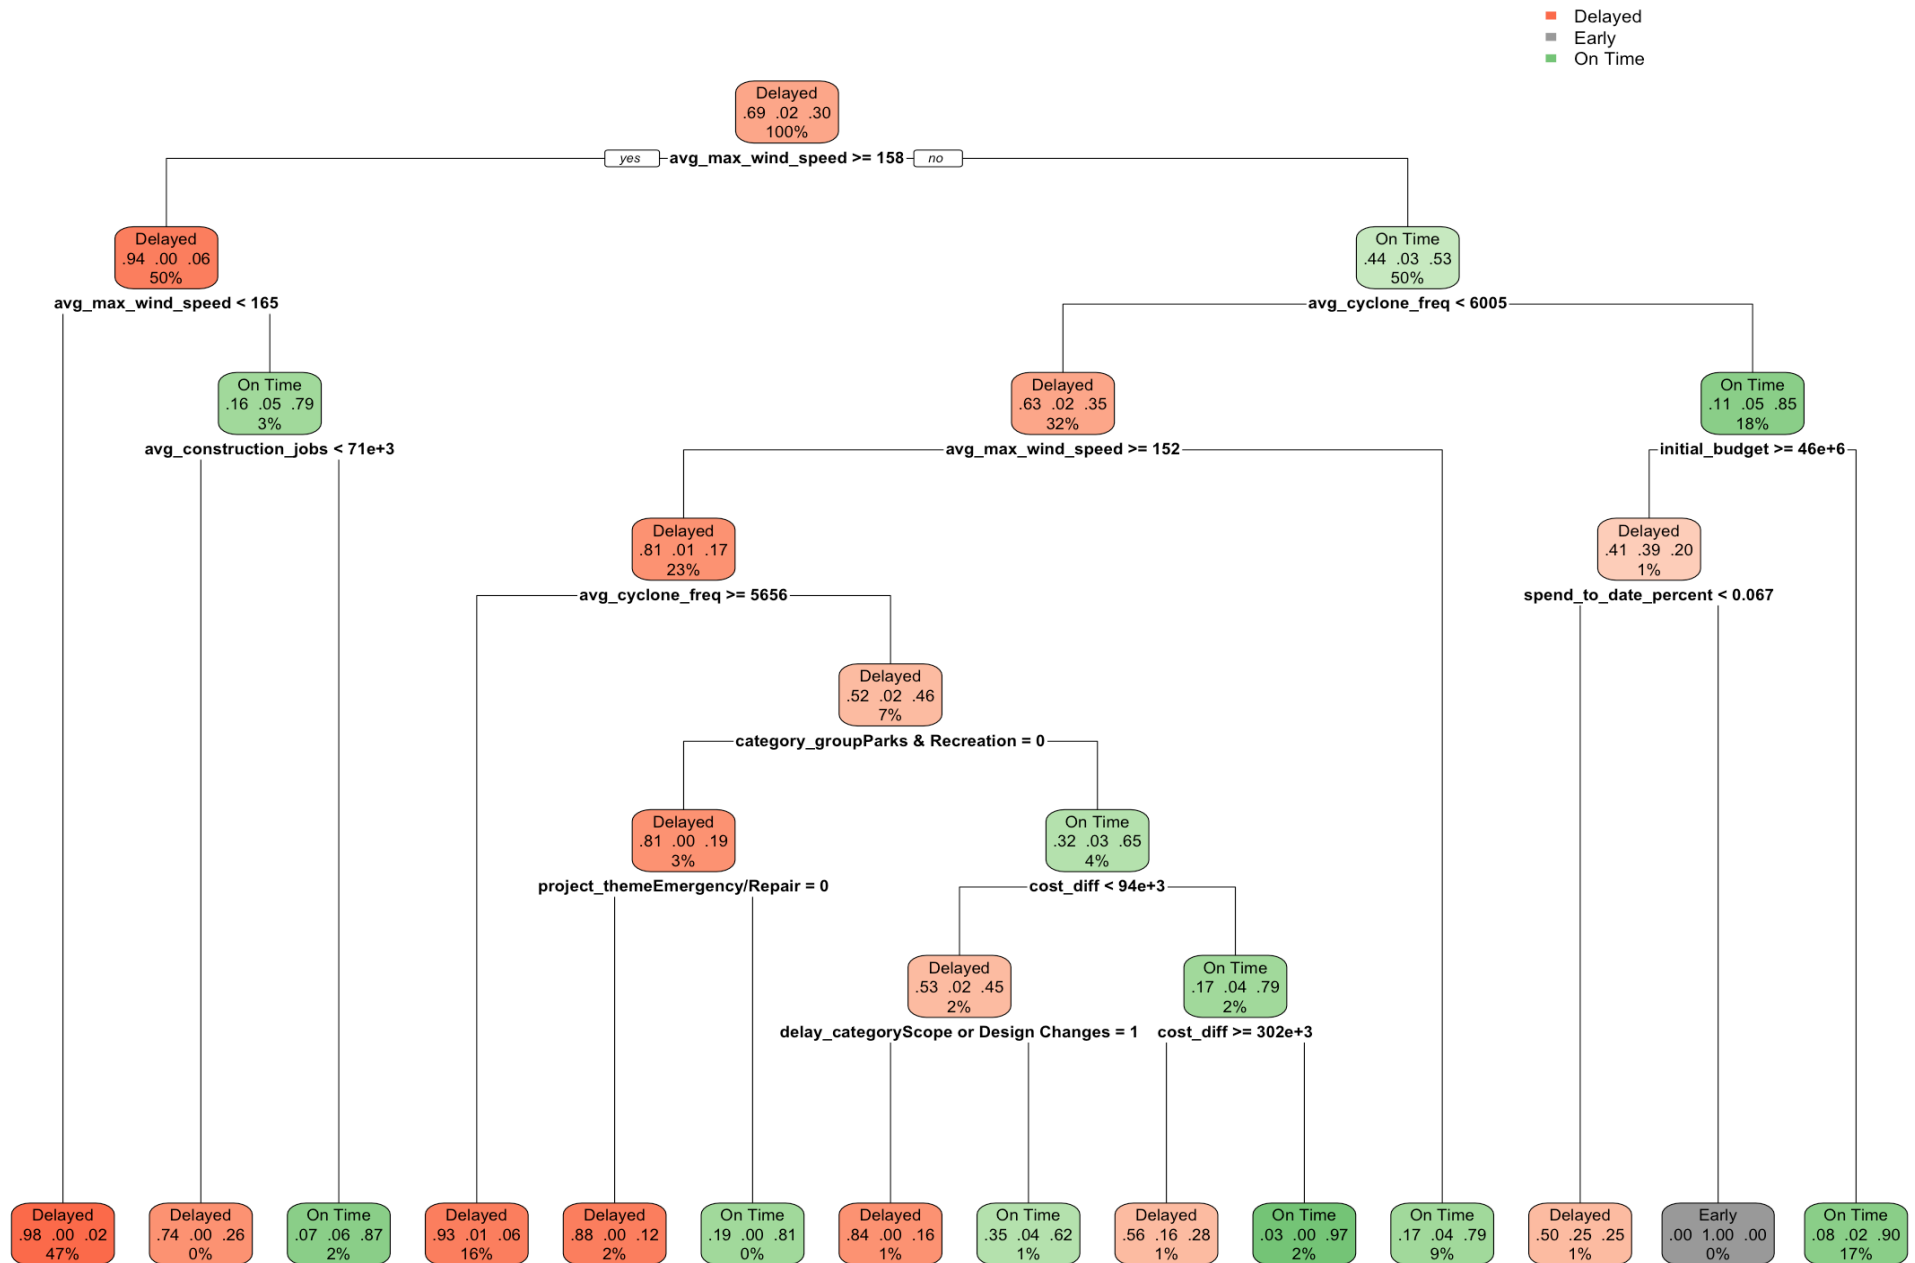 Delayed
Early
On Time
Delayed
.69 .02 .30
100%
yes avg_max_wind_speed >= 158 no
Delayed
.94 .00 .06
50%
On Time
.44 .03 .53
50%
avg_max_wind_speed < 165
avg_cyclone_freq < 6005
On Time
.16 .05 .79
3%
Delayed
.63 .02 .35
32%
On Time
.11 .05 .85
18%
avg_construction_jobs < 71e+3
avg_max_wind_speed >= 152
initial_budget >= 46e+6
Delayed
.81 .01 .17
23%
Delayed
.41 .39 .20
1%
avg_cyclone_freq >= 5656
spend_to_date_percent < 0.067
Delayed
.52 .02 .46
7%
category_groupParks & Recreation = 0
Delayed
.81 .00 .19
3%
On Time
.32 .03 .65
4%
project_themeEmergency/Repair = 0
cost_diff < 94e+3
Delayed
.53 .02 .45
2%
On Time
.17 .04 .79
2%
delay_categoryScope or Design Changes = 1
cost_diff >= 302e+3
Delayed
.98 .00 .02
47%
Delayed
.74 .00 .26
0%
On Time
.07 .06 .87
2%
Delayed
.93 .01 .06
16%
Delayed
.88 .00 .12
2%
On Time
.19 .00 .81
0%
Delayed
.84 .00 .16
1%
On Time
.35 .04 .62
1%
Delayed
.56 .16 .28
1%
On Time
.03 .00 .97
2%
On Time
.17 .04 .79
9%
Delayed
.50 .25 .25
1%
Early
.00 1.00 .00
0%
On Time
.08 .02 .90
17%